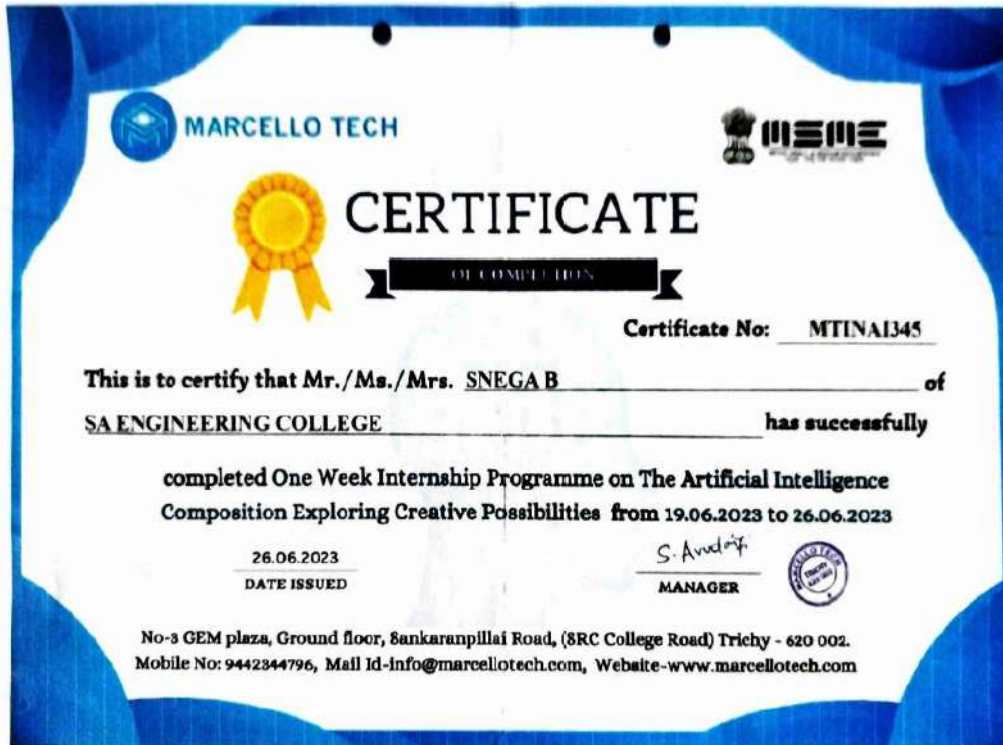 MARCELLO TECH
MSME
CERTIFICATE
OF COMPLETION
Certificate No: MTINAI345
This is to certify that Mr./Ms./Mrs. SNEGA B of
SA ENGINEERING COLLEGE has successfully
completed One Week Internship Programme on The Artificial Intelligence
Composition Exploring Creative Possibilities from 19.06.2023 to 26.06.2023
26.06.2023
DATE ISSUED
MANAGER
MARCELLO TECH
No-3 GEM plaza, Ground floor, Sankaranpillai Road, (SRC College Road) Trichy - 620 002.
Mobile No: 9442344796, Mail Id-info@marcellotech.com, Website-www.marcellotech.com